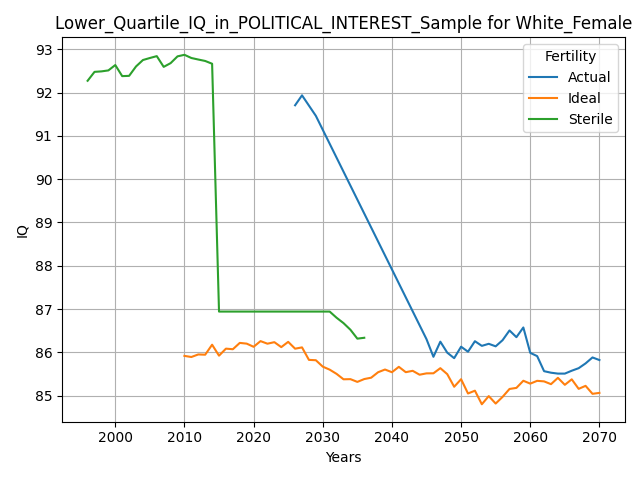 Lower_Quartile_IQ_in_POLITICAL_INTEREST_Sample for White_Female
Fertility
Actual
Ideal
Sterile
IQ
93
92
91
90
89
88
87
86
85
2000
2010
2020
2030
2040
2050
2060
2070
Years